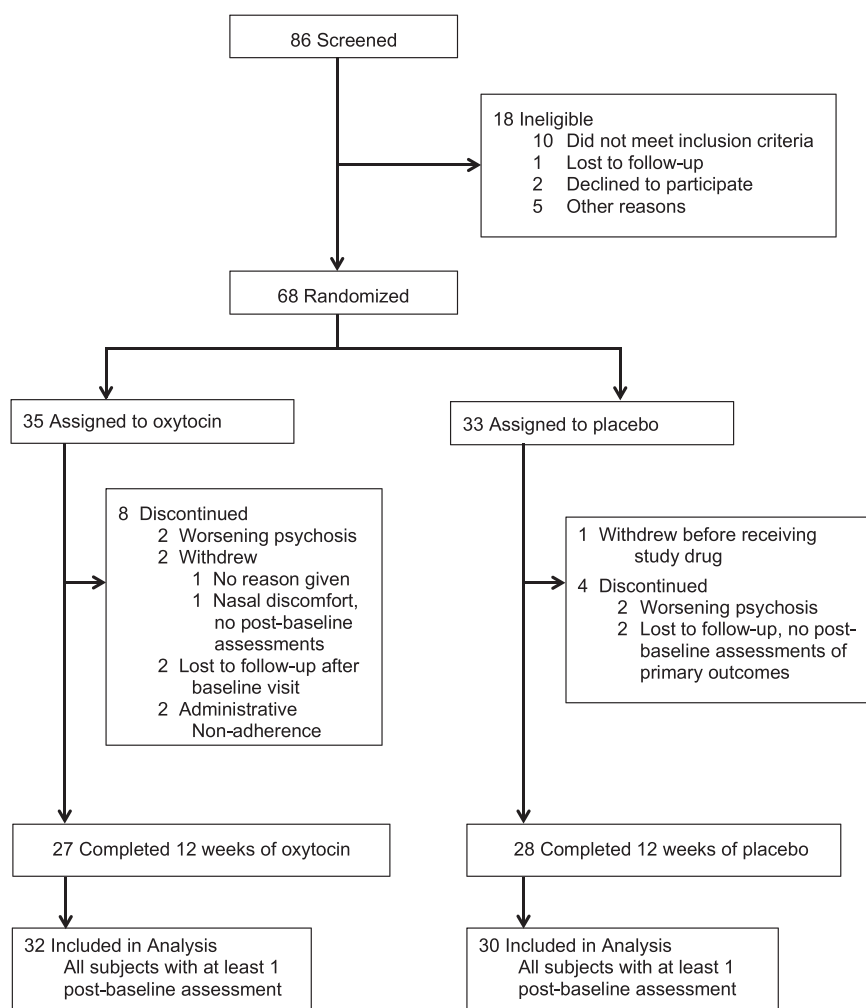 86 Screened
18 Ineligible
10 Did not meet inclusion criteria
1 Lost to follow-up
2 Declined to participate
5 Other reasons
68 Randomized
35 Assigned to oxytocin
33 Assigned to placebo
8 Discontinued
2 Worsening psychosis
2 Withdrew
1 No reason given
1 Nasal discomfort,
no post-baseline
assessments
2 Lost to follow-up after
baseline visit
2 Administrative
Non-adherence
1 Withdrew before receiving
study drug
4 Discontinued
2 Worsening psychosis
2 Lost to follow-up, no post-
baseline assessments of
primary outcomes
27 Completed 12 weeks of oxytocin
28 Completed 12 weeks of placebo
32 Included in Analysis
All subjects with at least 1
post-baseline assessment
30 Included in Analysis
All subjects with at least 1
post-baseline assessment